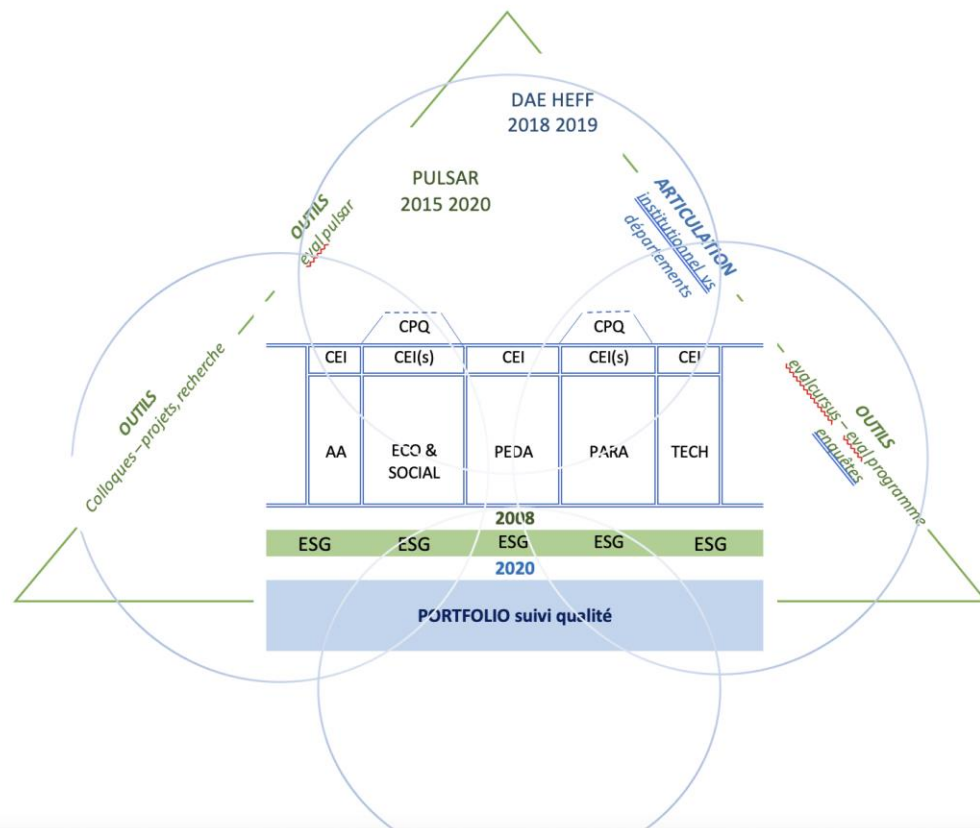 DAE HEFF
2018 2019
PULSAR
2015 2020
OUTILS
eval pulsar
ARTICULATION
institutionnel vs
départements
OUTILS
Colloques – projets, recherche
OUTILS
evalcursus – eval programme
enquêtes
CPQ CPQ
CEI CEI(s) CEI CEI(s) CEI
AA ECO &
SOCIAL PEDA PARA TECH
2008
ESG ESG ESG ESG ESG
2020
PORTFOLIO suivi qualité